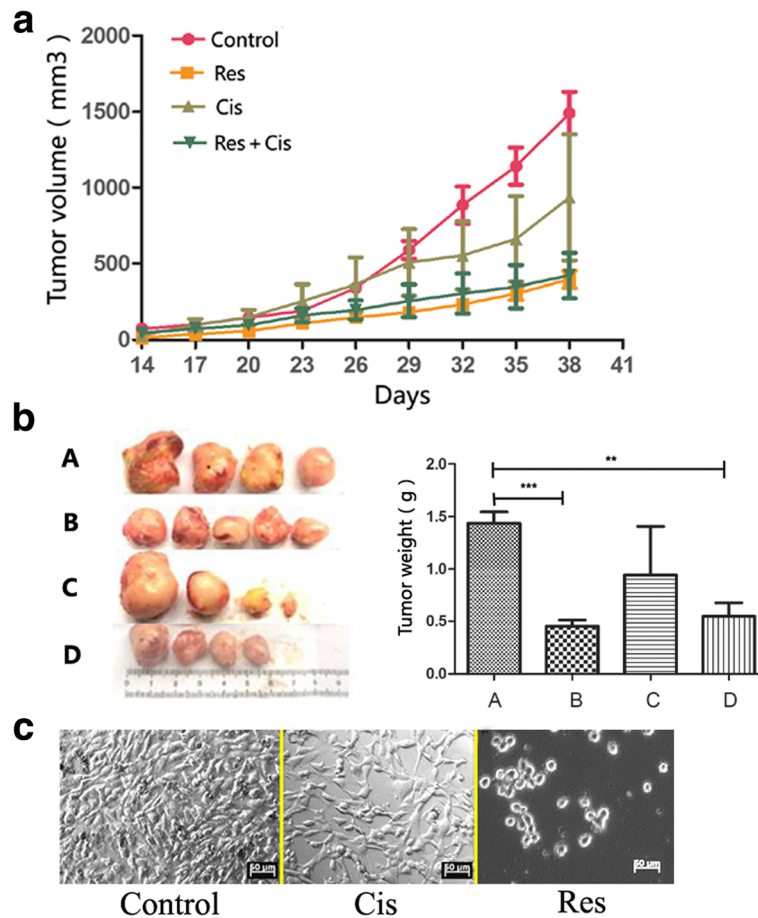 a
Tumor volume ( mm3 )
2000
1500
1000
500
0
Control
Res
Cis
Res + Cis
14 17 20 23 26 29 32 35 38 41
Days
b
A
B
C
D
Tumor weight ( g )
2.0
1.5
1.0
0.5
0.0
***
**
A B C D
c
50 µm 50 µm 50 µm
Control Cis Res